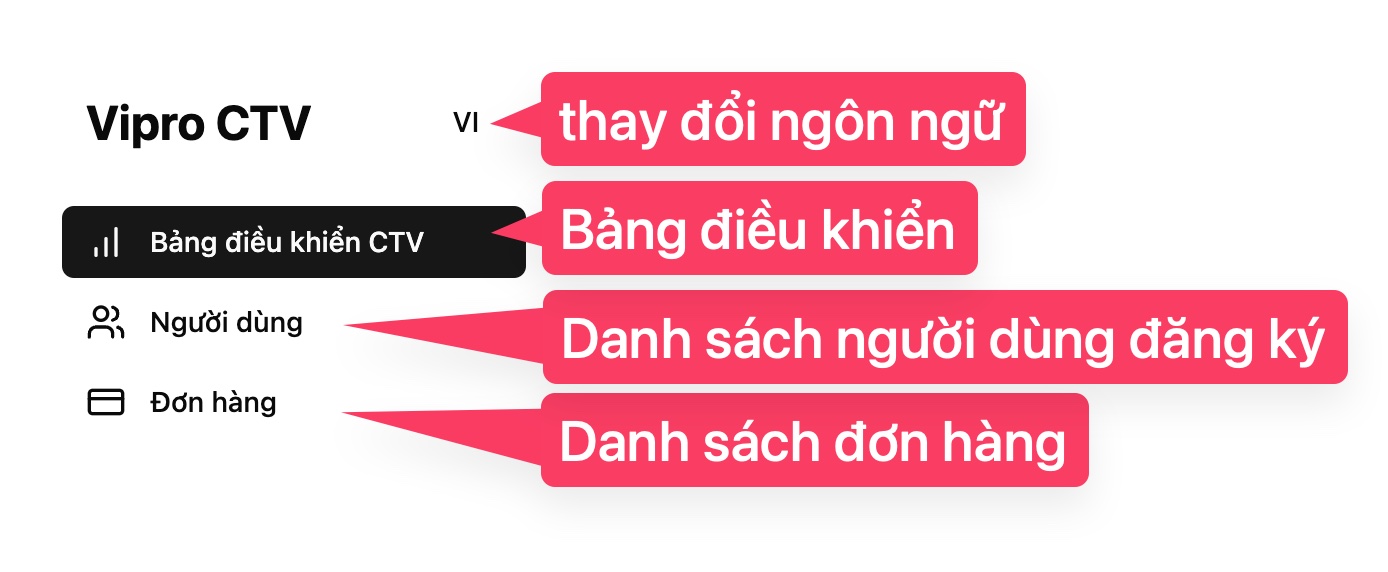 Vipro CTV
VI
thay đổi ngôn ngữ
Bảng điều khiển CTV
Bảng điều khiển
Người dùng
Danh sách người dùng đăng ký
Đơn hàng
Danh sách đơn hàng